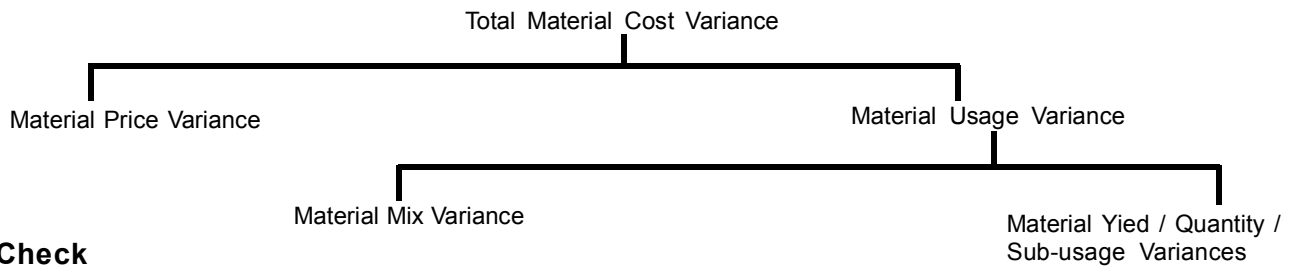 Total Material Cost Variance
Material Price Variance
Material Usage Variance
Material Mix Variance
Material Yied / Quantity /
Sub-usage Variances
Check